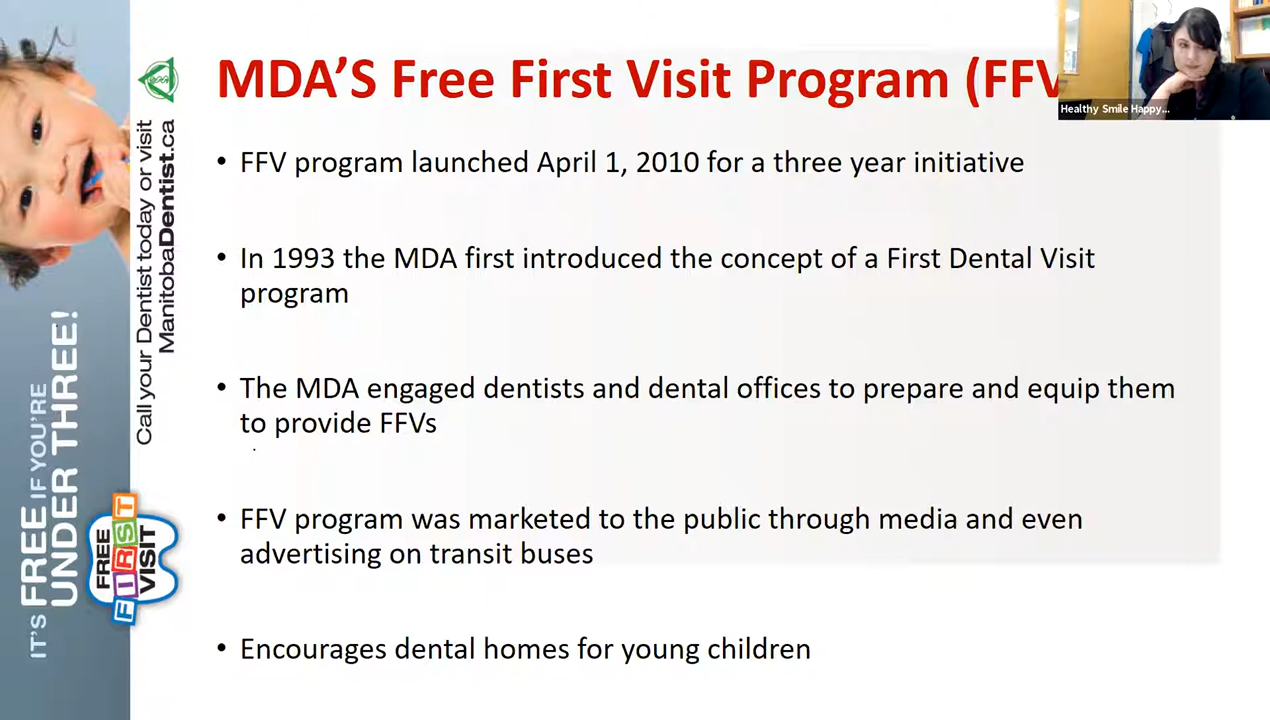 MDA'S Free First Visit Program (FFV
Healthy Smile Happy...
• FFV program launched April 1, 2010 for a three year initiative
• In 1993 the MDA first introduced the concept of a First Dental Visit
program
• The MDA engaged dentists and dental offices to prepare and equip them
to provide FFVs
• FFV program was marketed to the public through media and even
advertising on transit buses
• Encourages dental homes for young children
IT'S FREE IF YOU'RE
UNDER THREE!
FREE
FIRST
VISIT
Call your Dentist today or visit
ManitobaDentist.ca